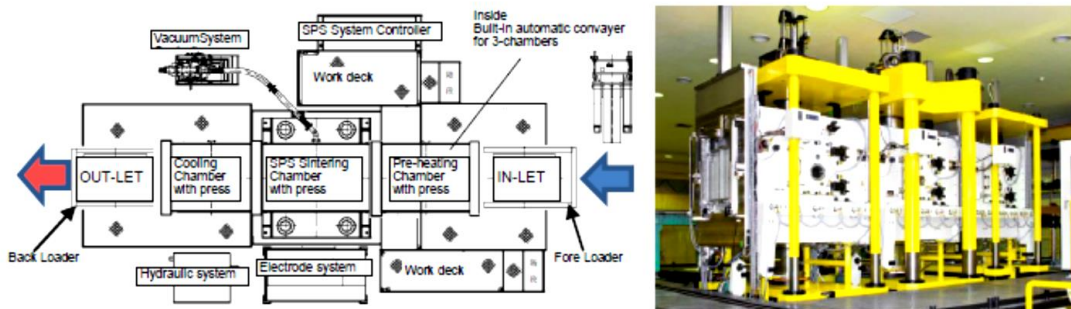 VacuumSystem
SPS System Controller
Inside
Built-in automatic convayer
for 3-chambers
Work deck
OUT-LET
Cooling
Chamber
with press
SPS Sintering
Chamber
with press
Pre-heating
Chamber
with press
IN-LET
Back Loader
Hydraulic system
Electrode system
Work deck
Fore Loader